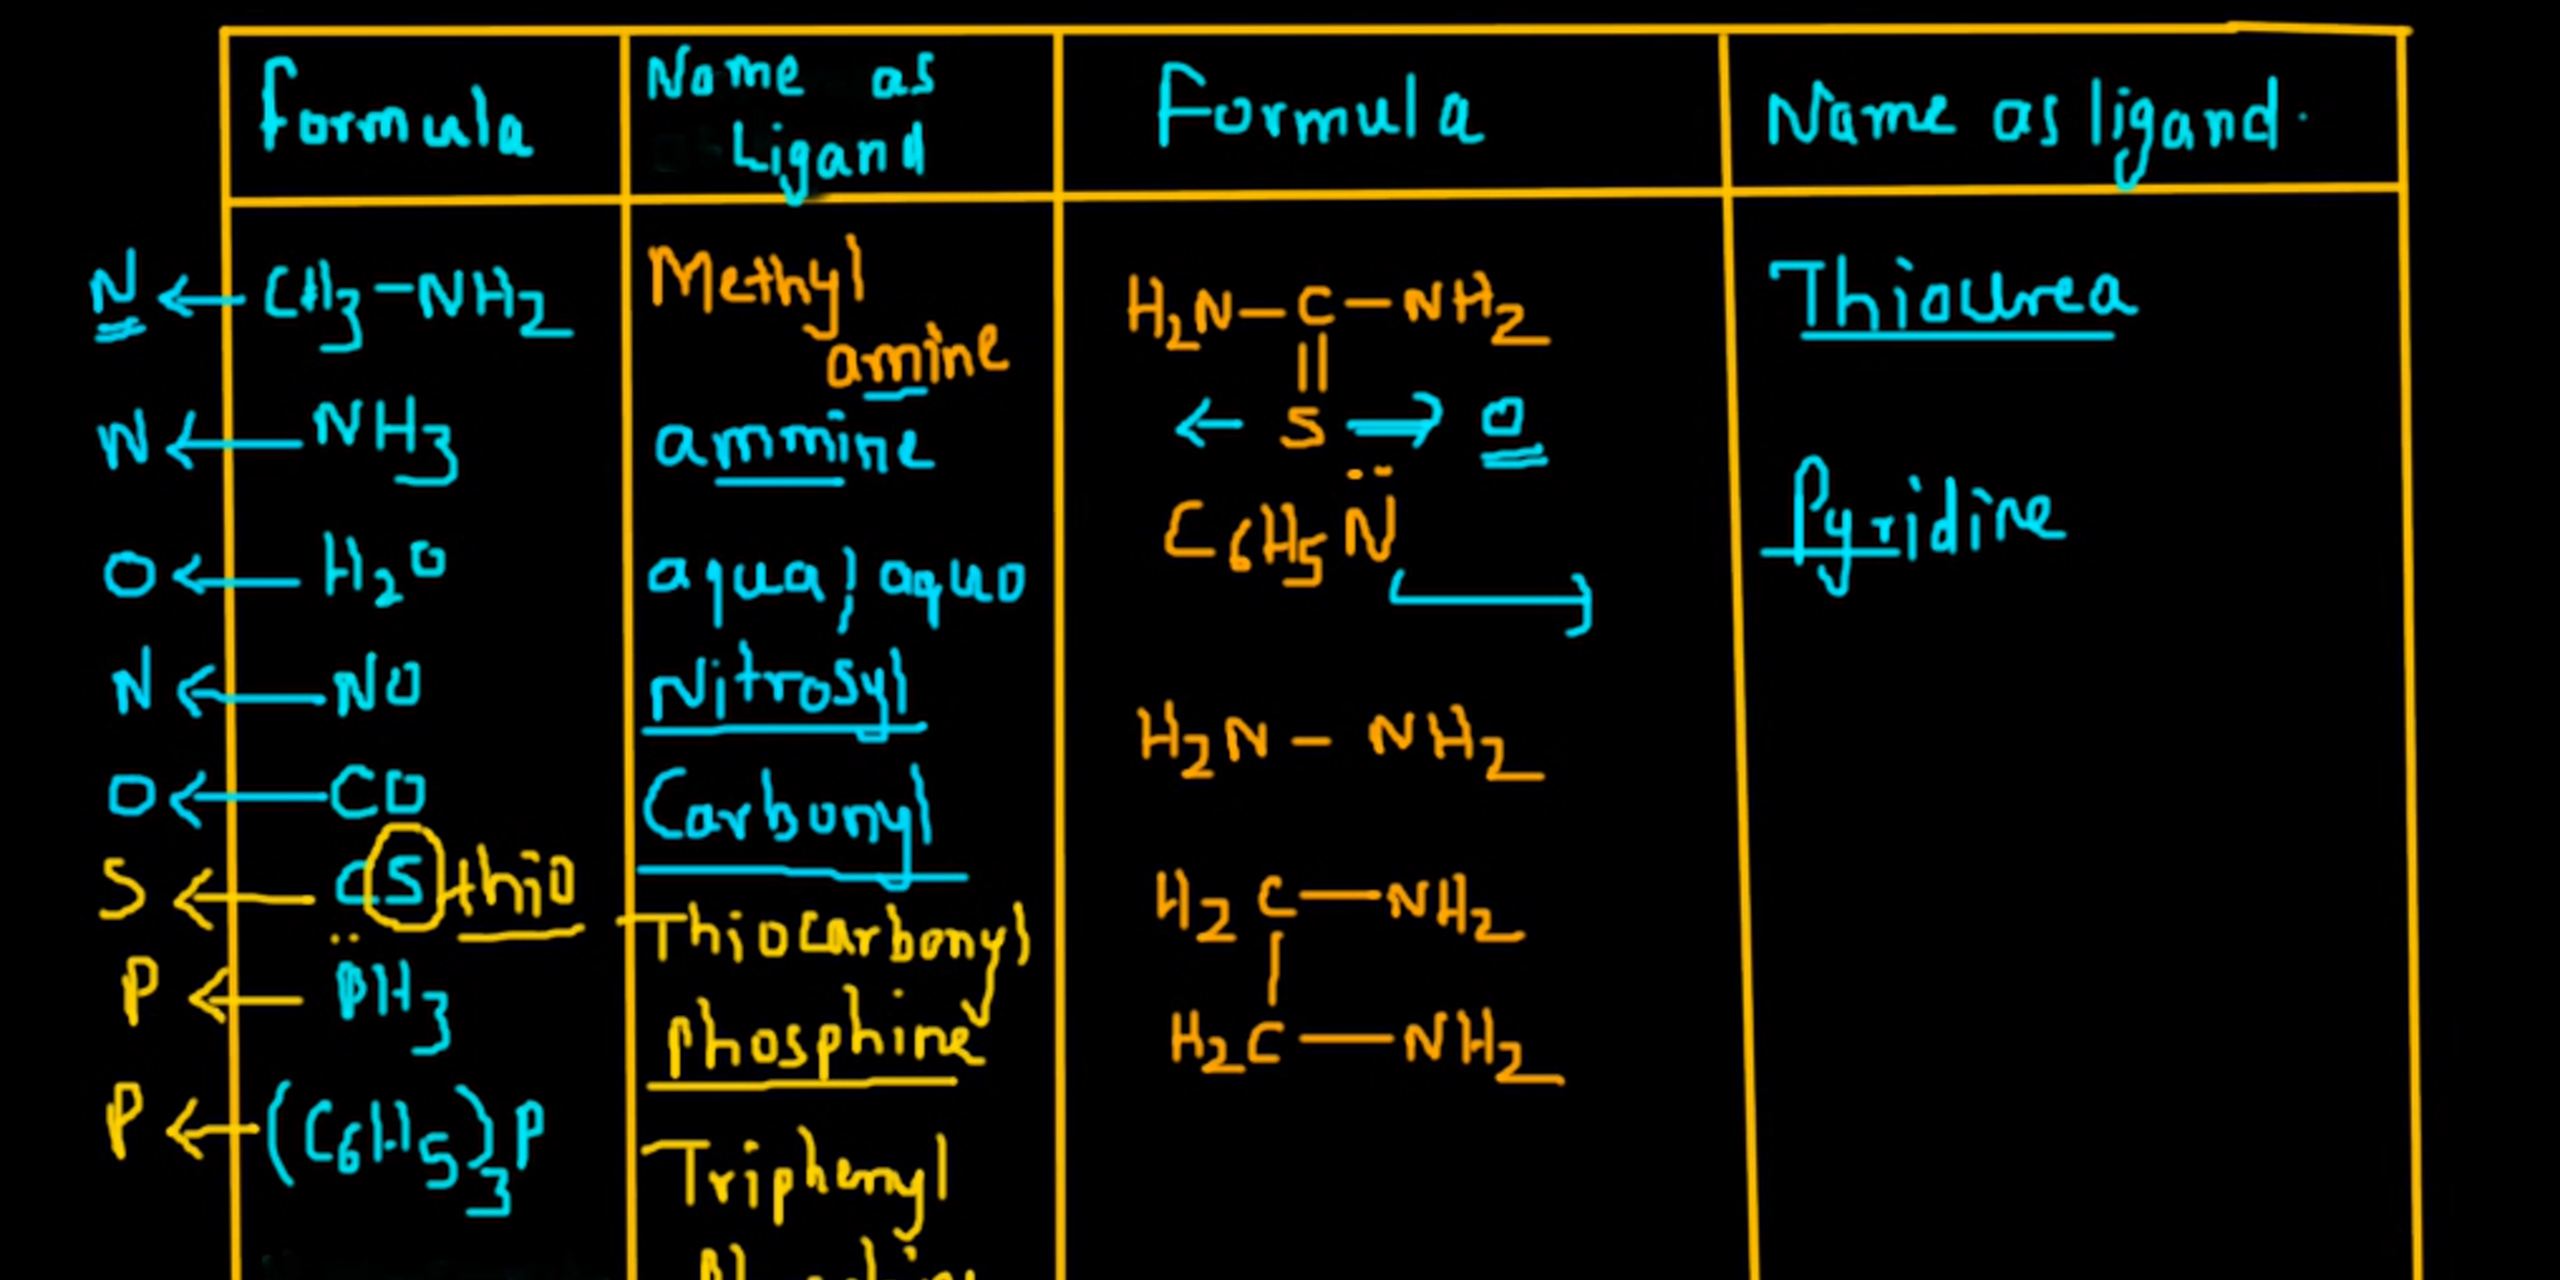 formula
Name as
Ligand
Formula
Name as ligand.
N ← CH3-NH2
Methyl
amine
H2N-C-NH2
Thiourea
N ← NH3
ammine
← S → O
O ← H2O
aqua; aquo
C6H5N
Pyridine
N ← NO
Nitrosyl
H2N-NH2
O ← CO
Carbonyl
S ← CS thio
Thiocarbonyl
H2C-NH2
P ← PH3
phosphine
H2C-NH2
P ← (C6H5)3P
Triphenyl